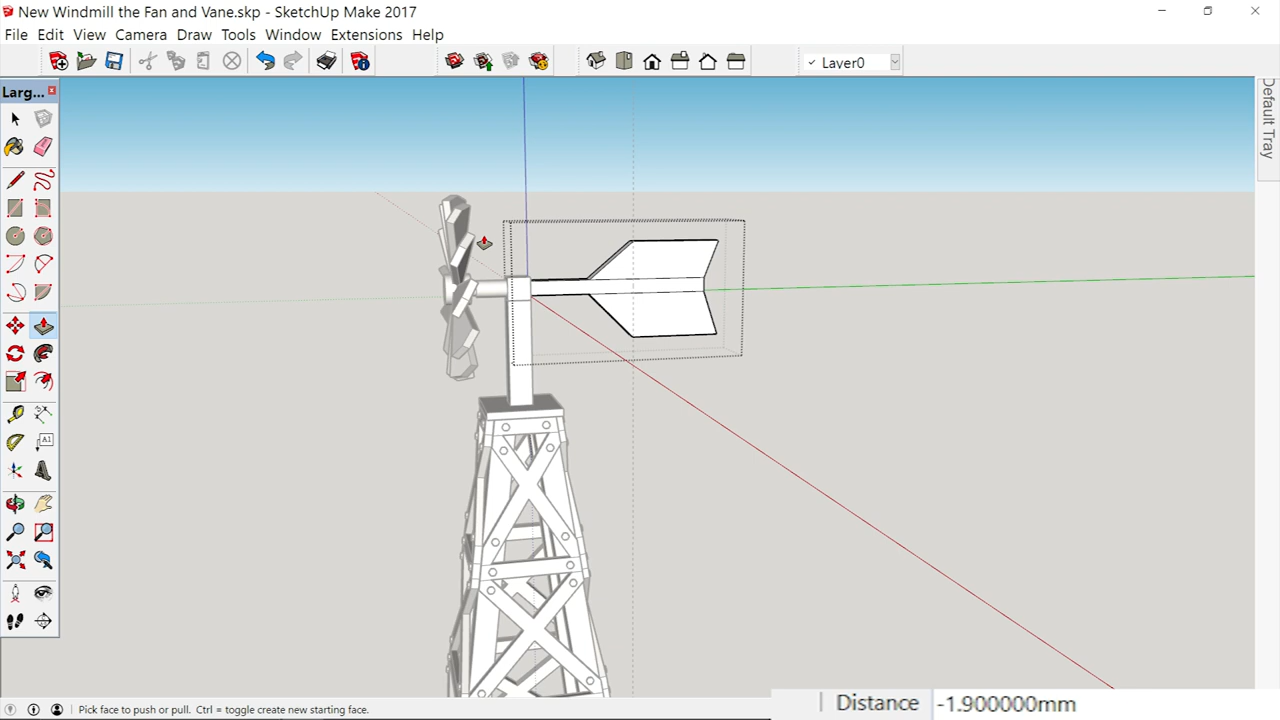 New Windmill the Fan and Vane.skp - SketchUp Make 2017
File Edit View Camera Draw Tools Window Extensions Help
✓ Layer0
Larg...
Default Tray
A1
Pick face to push or pull. Ctrl = toggle create new starting face.
Distance -1.900000mm